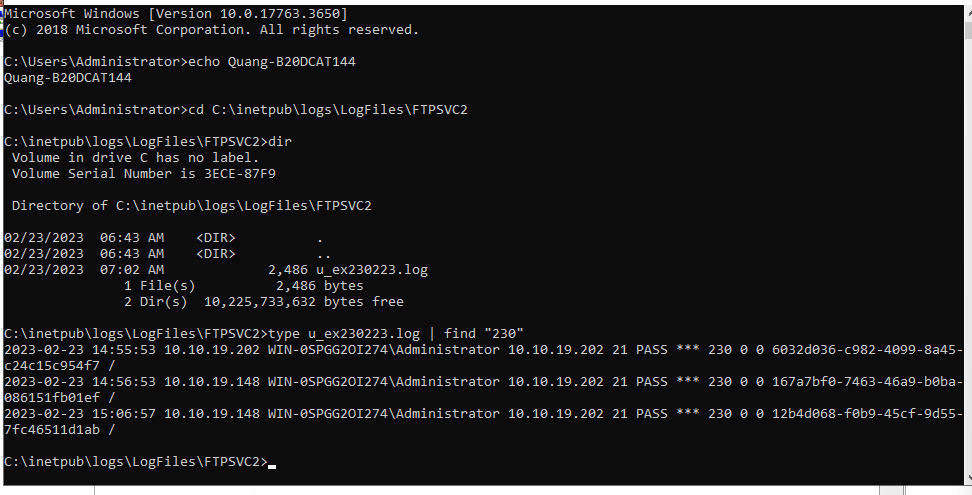 Microsoft Windows [Version 10.0.17763.3650]
(c) 2018 Microsoft Corporation. All rights reserved.
C:\Users\Administrator>echo Quang-B20DCAT144
Quang-B20DCAT144
C:\Users\Administrator>cd C:\inetpub\logs\LogFiles\FTPSVC2
C:\inetpub\logs\LogFiles\FTPSVC2>dir
 Volume in drive C has no label.
 Volume Serial Number is 3ECE-87F9
 Directory of C:\inetpub\logs\LogFiles\FTPSVC2
02/23/2023  06:43 AM    <DIR>          .
02/23/2023  06:43 AM    <DIR>          ..
02/23/2023  07:02 AM             2,486 u_ex230223.log
               1 File(s)          2,486 bytes
               2 Dir(s)  10,225,733,632 bytes free
C:\inetpub\logs\LogFiles\FTPSVC2>type u_ex230223.log | find "230"
2023-02-23 14:55:53 10.10.19.202 WIN-0SPGG2OI274\Administrator 10.10.19.202 21 PASS *** 230 0 0 6032d036-c982-4099-8a45-
c24c15c954f7 /
2023-02-23 14:56:53 10.10.19.148 WIN-0SPGG2OI274\Administrator 10.10.19.202 21 PASS *** 230 0 0 167a7bf0-7463-46a9-b0ba-
086151fb01ef /
2023-02-23 15:06:57 10.10.19.148 WIN-0SPGG2OI274\Administrator 10.10.19.202 21 PASS *** 230 0 0 12b4d068-f0b9-45cf-9d55-
7fc46511d1ab /
C:\inetpub\logs\LogFiles\FTPSVC2>